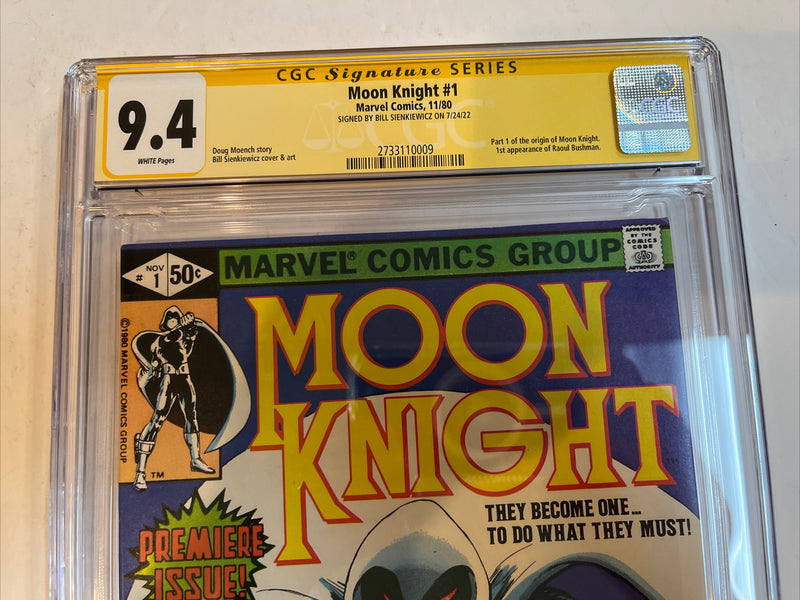 CGC Signature SERIES
9.4
WHITE Pages
Moon Knight #1
Marvel Comics, 11/80
SIGNED BY BILL SIENKIEWICZ ON 7/24/22
Doug Moench story
Bill Sienkiewicz cover & art
Part 1 of the origin of Moon Knight.
1st appearance of Raoul Bushman.
2733110009
CGC
CGC
# NOV 1 50¢
MARVEL® COMICS GROUP
APPROVED
BY THE
COMICS
CODE
AUTHORITY
©1980 MARVEL COMICS GROUP
TM
MOON
KNIGHT
THEY BECOME ONE...
TO DO WHAT THEY MUST!
PREMIERE
ISSUE!